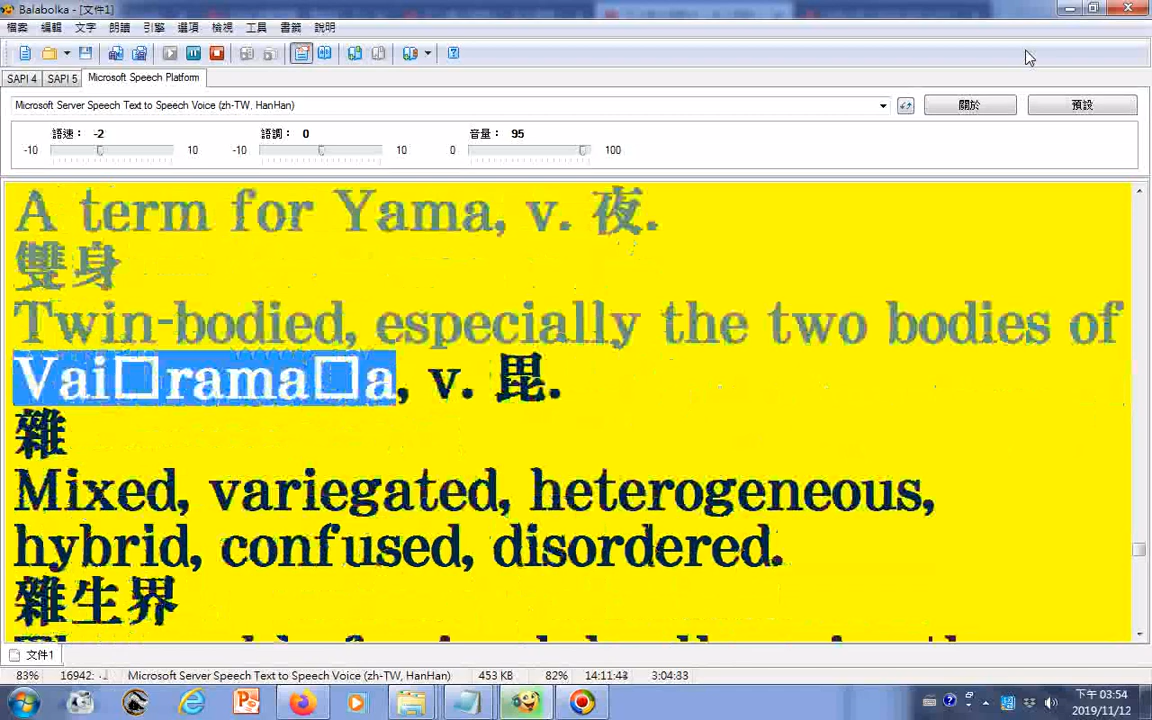 Balabolka - [文件1]
檔案 編輯 文字 朗讀 引擎 選項 檢視 工具 書籤 說明
SAPI 4 SAPI 5 Microsoft Speech Platform
Microsoft Server Speech Text to Speech Voice (zh-TW, HanHan) 關於 預設
語速： -2 語調： 0 音量： 95
-10 10 -10 10 0 100
A term for Yama, v. 夜.
雙身
Twin-bodied, especially the two bodies of
Vai□rama□a, v. 毘.
雜
Mixed, variegated, heterogeneous,
hybrid, confused, disordered.
雜生界
文件1
83% 16942: Microsoft Server Speech Text to Speech Voice (zh-TW, HanHan) 453 KB 82% 14:11:43 3:04:33
下午 03:54
2019/11/12